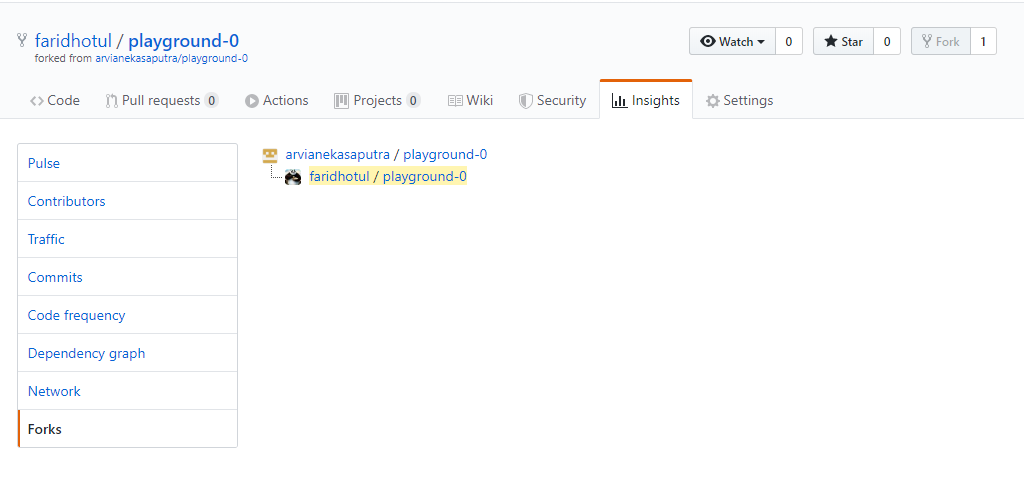 faridhotul / playground-0
forked from arvianekasaputra/playground-0
Watch 0 Star 0 Fork 1
Code Pull requests 0 Actions Projects 0 Wiki Security Insights Settings
Pulse
Contributors
Traffic
Commits
Code frequency
Dependency graph
Network
Forks
arvianekasaputra / playground-0
faridhotul / playground-0